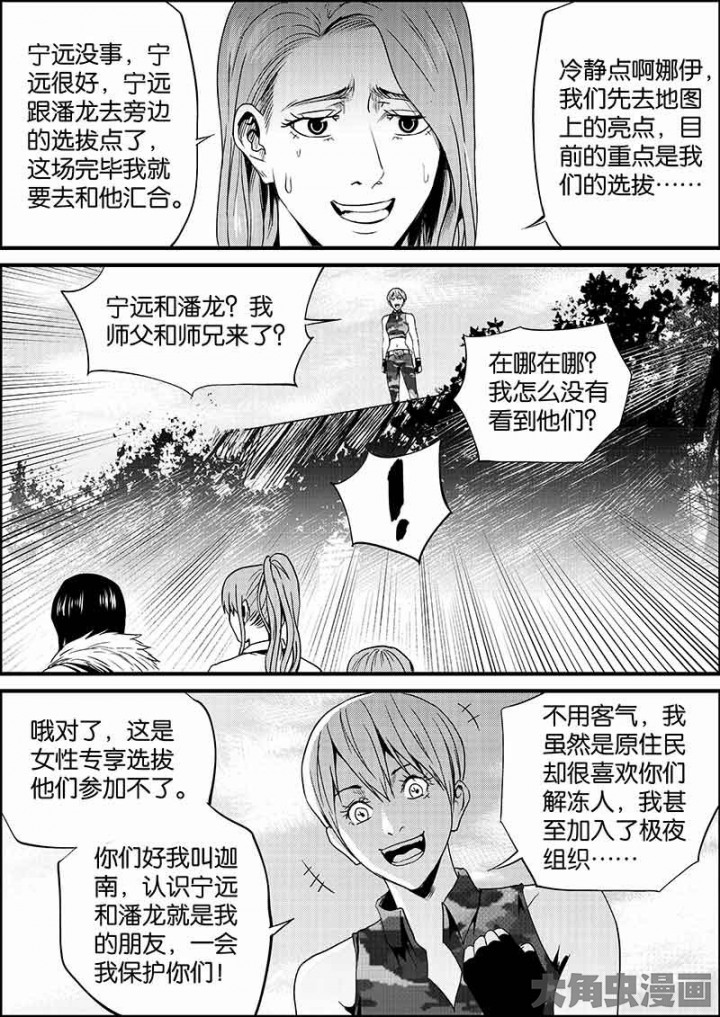 宁远没事，宁
远很好，宁远
跟潘龙去旁边
的选拔点了，
这场完毕我就
要去和他汇合。
冷静点啊娜伊，
我们先去地图
上的亮点，目
前的重点是我
们的选拔……
宁远和潘龙？我
师父和师兄来了？
在哪在哪？
我怎么没有
看到他们？
！
哦对了，这是
女性专享选拔
他们参加不了。
你们好我叫迦
南，认识宁远
和潘龙就是我
的朋友，一会
我保护你们！
不用客气，我
虽然是原住民
却很喜欢你们
解冻人，我甚
至加入了极夜
组织……
大角虫漫画